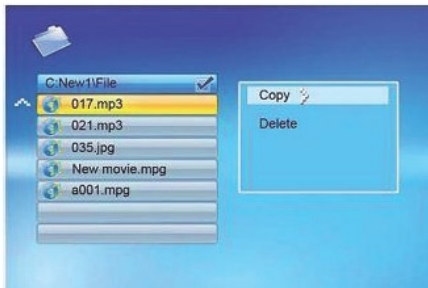 C:New1\File
017.mp3
021.mp3
035.jpg
New movie.mpg
a001.mpg
Copy
Delete